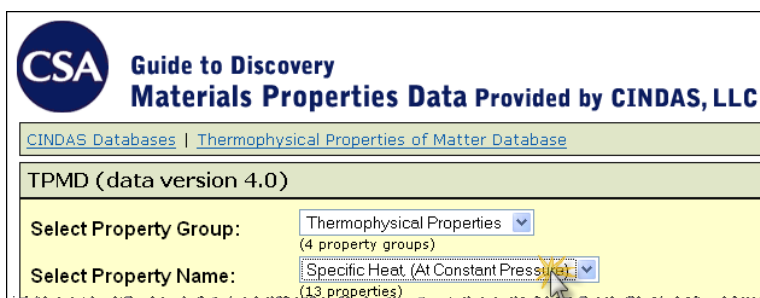 CSA
Guide to Discovery
Materials Properties Data Provided by CINDAS, LLC
CINDAS Databases | Thermophysical Properties of Matter Database
TPMD (data version 4.0)
Select Property Group: Thermophysical Properties
(4 property groups)
Select Property Name: Specific Heat, (At Constant Pressure)
(13 properties)